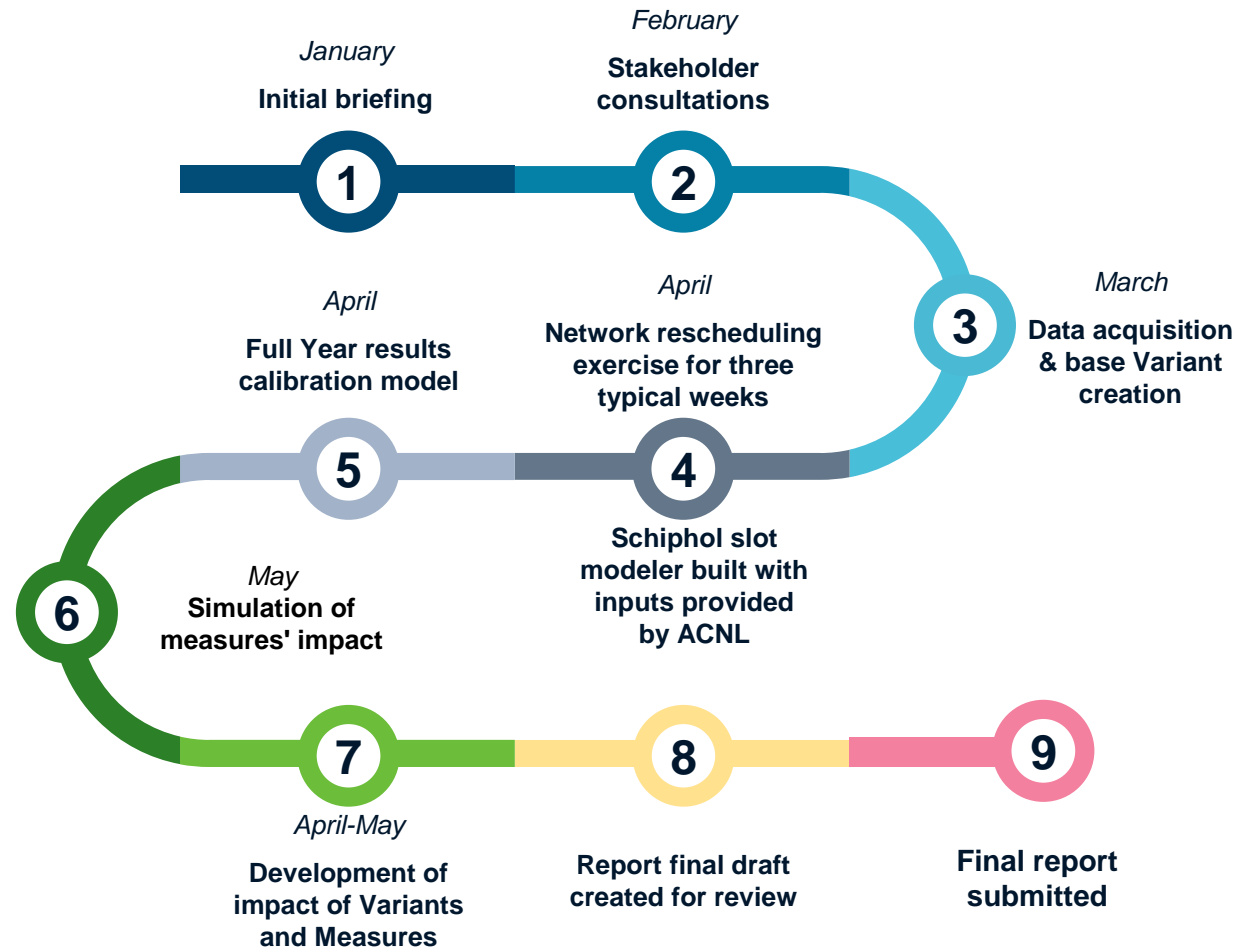 January
Initial briefing
1
February
Stakeholder
consultations
2
3
March
Data acquisition
& base Variant
creation
April
Network rescheduling
exercise for three
typical weeks
4
Schiphol slot
modeler built with
inputs provided
by ACNL
April
Full Year results
calibration model
5
6
May
Simulation of
measures' impact
7
April-May
Development of
impact of Variants
and Measures
8
Report final draft
created for review
9
Final report
submitted